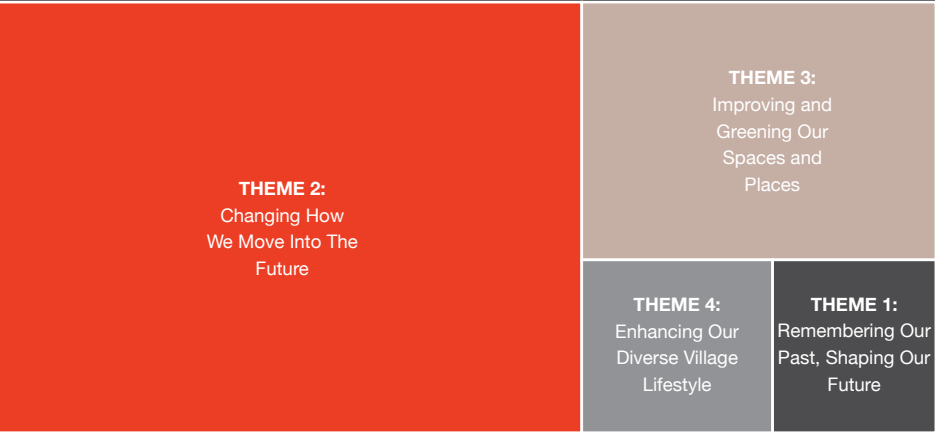 THEME 2:
Changing How
We Move Into The
Future
THEME 3:
Improving and
Greening Our
Spaces and
Places
THEME 4:
Enhancing Our
Diverse Village
Lifestyle
THEME 1:
Remembering Our
Past, Shaping Our
Future